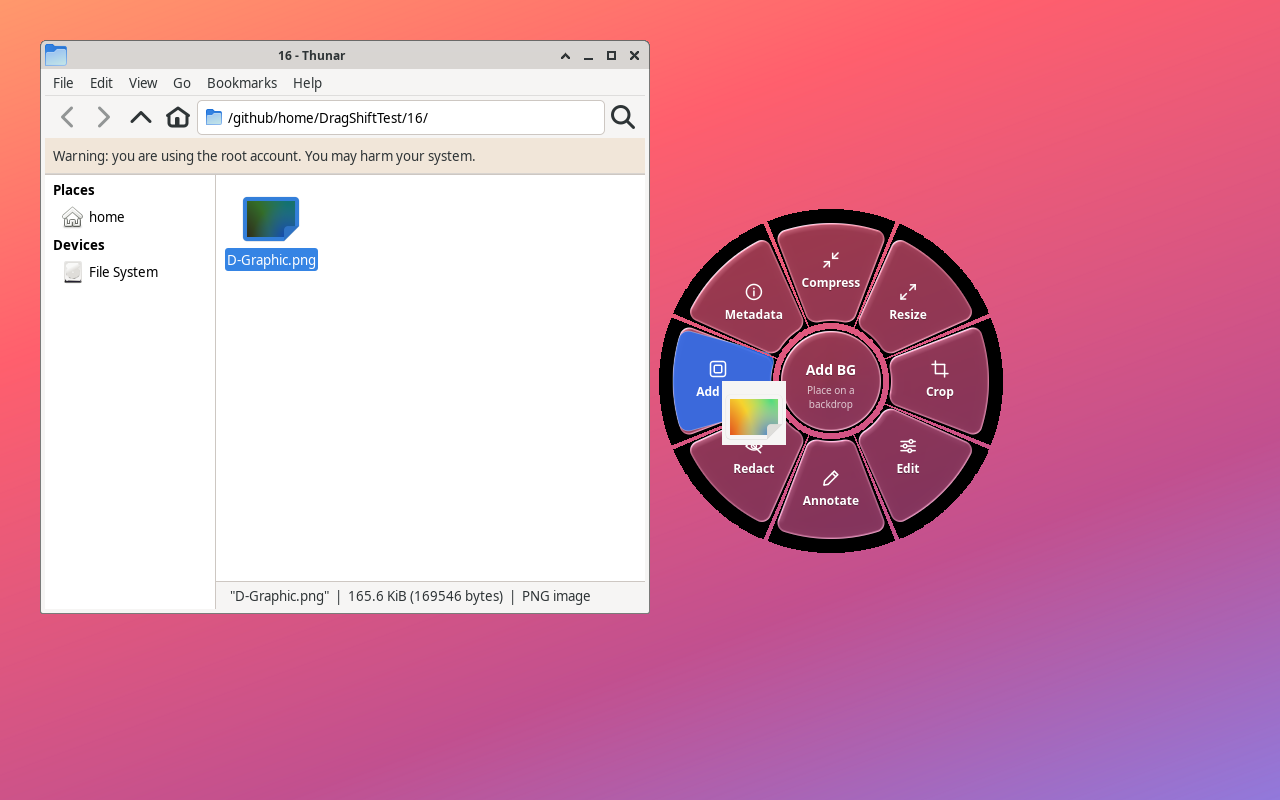 16 - Thunar
File Edit View Go Bookmarks Help
/github/home/DragShiftTest/16/
Warning: you are using the root account. You may harm your system.
Places
home
Devices
File System
D-Graphic.png
"D-Graphic.png" | 165.6 KiB (169546 bytes) | PNG image
Compress
Metadata
Resize
Add
Add BG
Place on a
backdrop
Crop
Redact
Edit
Annotate